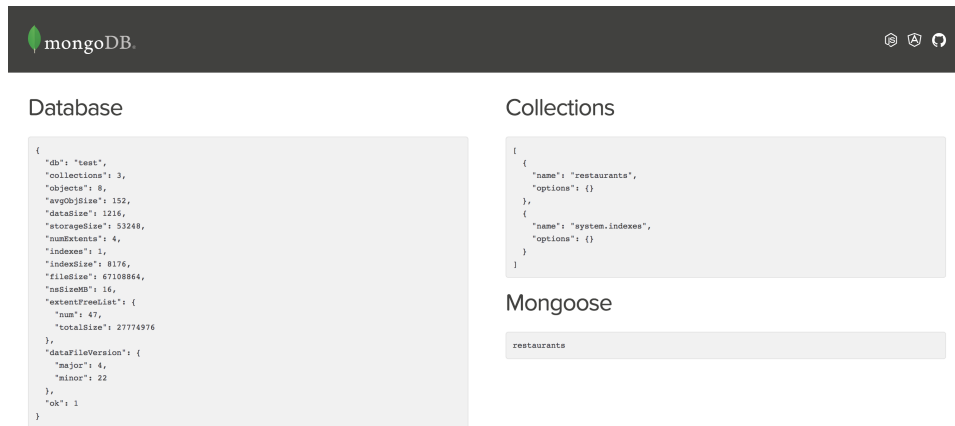 mongoDB.
Database
{
  "db": "test",
  "collections": 3,
  "objects": 8,
  "avgObjSize": 152,
  "dataSize": 1216,
  "storageSize": 53248,
  "numExtents": 4,
  "indexes": 1,
  "indexSize": 8176,
  "fileSize": 67108864,
  "nsSizeMB": 16,
  "extentFreeList": {
    "num": 47,
    "totalSize": 27774976
  },
  "dataFileVersion": {
    "major": 4,
    "minor": 22
  },
  "ok": 1
}
Collections
[
  {
    "name": "restaurants",
    "options": {}
  },
  {
    "name": "system.indexes",
    "options": {}
  }
]
Mongoose
restaurants